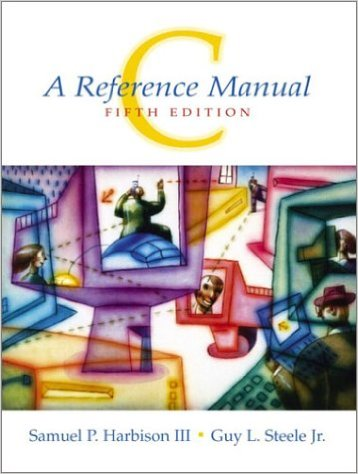 C
A Reference Manual
FIFTH EDITION
Samuel P. Harbison III • Guy L. Steele Jr.